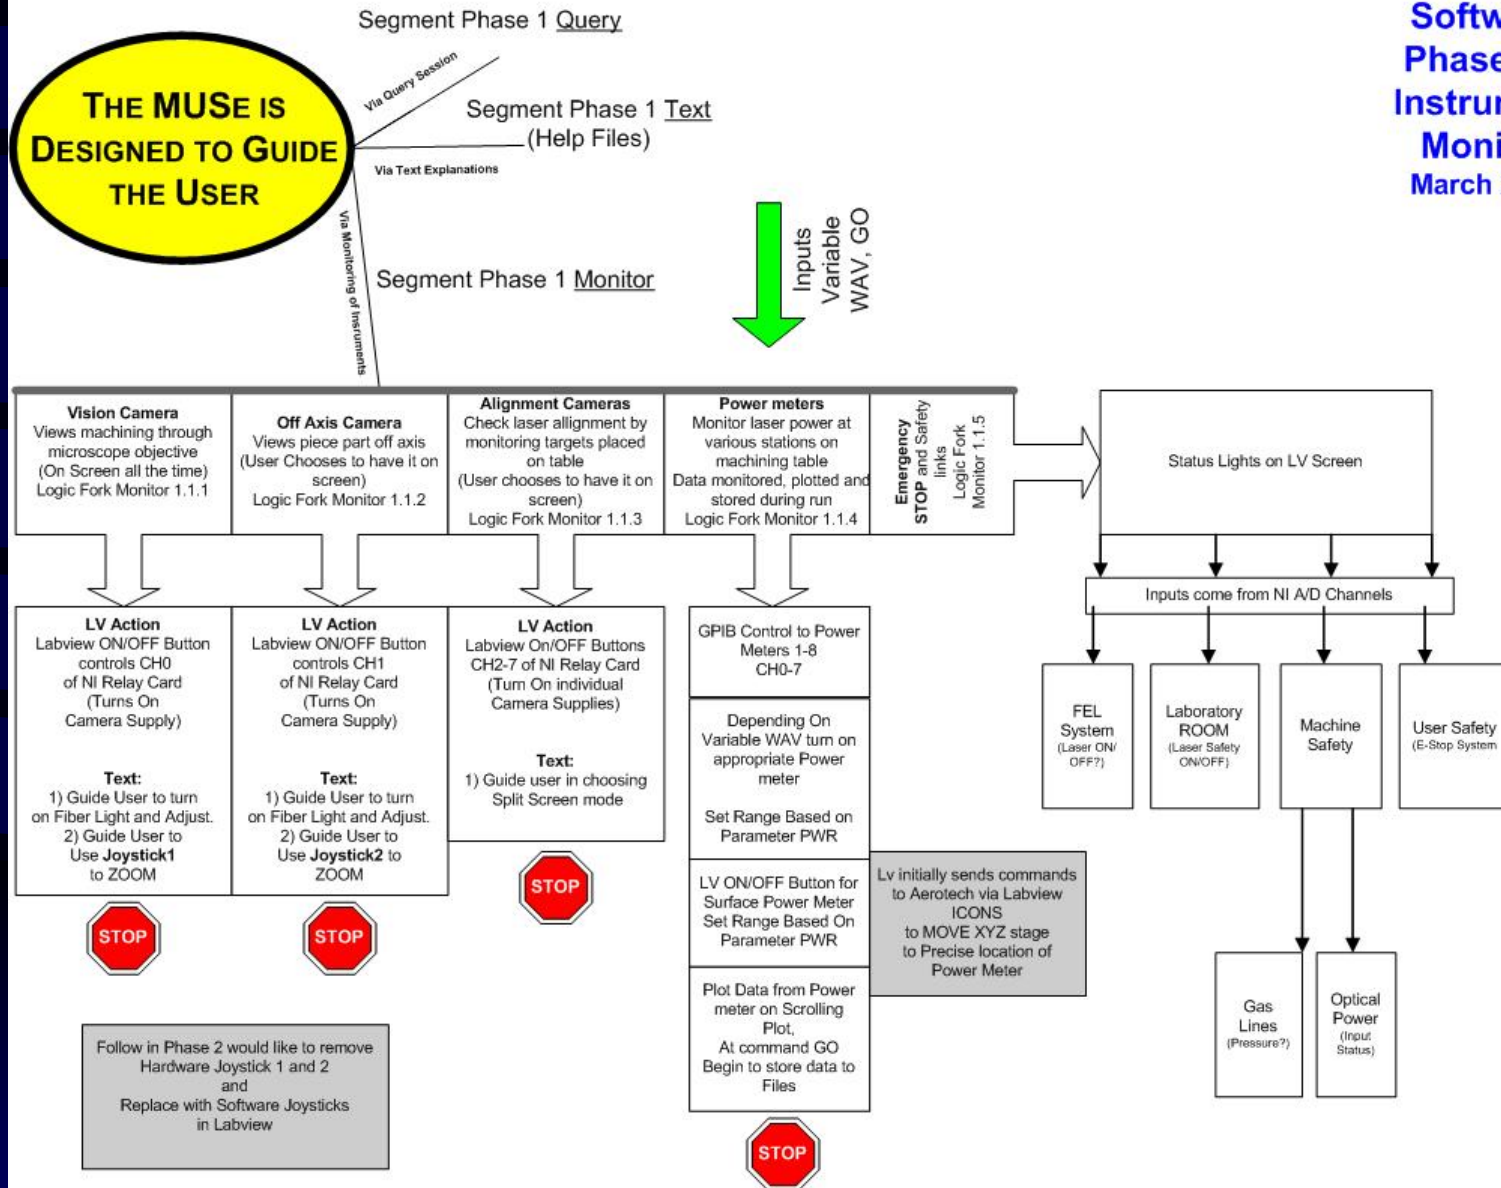 Segment Phase 1 Query
Via Query Session
THE MUSE IS
DESIGNED TO GUIDE
THE USER
Segment Phase 1 Text
(Help Files)
Via Text Explanations
Via Monitoring of Insruments
Segment Phase 1 Monitor
Inputs
Variable
WAV, GO
Phase
March
Vision Camera
Views machining through
microscope objective
(On Screen all the time)
Logic Fork Monitor 1.1.1
Off Axis Camera
Views piece part off axis
(User Chooses to have it on
screen)
Logic Fork Monitor 1.1.2
Alignment Cameras
Check laser allignment by
monitoring targets placed
on table
(User chooses to have it on
screen)
Logic Fork Monitor 1.1.3
Power meters
Monitor laser power at
various stations on
machining table
Data monitored, plotted and
stored during run
Logic Fork Monitor 1.1.4
Emergency
STOP and Safety
links
Logic Fork
Monitor 1.1.5
Status Lights on LV Screen
Inputs come from NI A/D Channels
LV Action
Labview ON/OFF Button
controls CH0
of NI Relay Card
(Turns On
Camera Supply)
Text:
1) Guide User to turn
on Fiber Light and Adjust.
2) Guide User to
Use Joystick1
to ZOOM
STOP
LV Action
Labview ON/OFF Button
controls CH1
of NI Relay Card
(Turns On
Camera Supply)
Text:
1) Guide User to turn
on Fiber Light and Adjust.
2) Guide User to
Use Joystick2 to
ZOOM
STOP
LV Action
Labview On/OFF Buttons
CH2-7 of NI Relay Card
(Turn On individual
Camera Supplies)
Text:
1) Guide user in choosing
Split Screen mode
STOP
GPIB Control to Power
Meters 1-8
CH0-7
Depending On
Variable WAV turn on
appropriate Power
meter
Set Range Based on
Parameter PWR
LV ON/OFF Button for
Surface Power Meter
Set Range Based On
Parameter PWR
Plot Data from Power
meter on Scrolling
Plot,
At command GO
Begin to store data to
Files
STOP
Lv initially sends commands
to Aerotech via Labview
ICONS
to MOVE XYZ stage
to Precise location of
Power Meter
FEL
System
(Laser ON/
OFF?)
Laboratory
ROOM
(Laser Safety
ON/OFF)
Machine
Safety
User Safety
(E-Stop System
Gas
Lines
(Pressure?)
Optical
Power
(Input
Status)
Follow in Phase 2 would like to remove
Hardware Joystick 1 and 2
and
Replace with Software Joysticks
in Labview